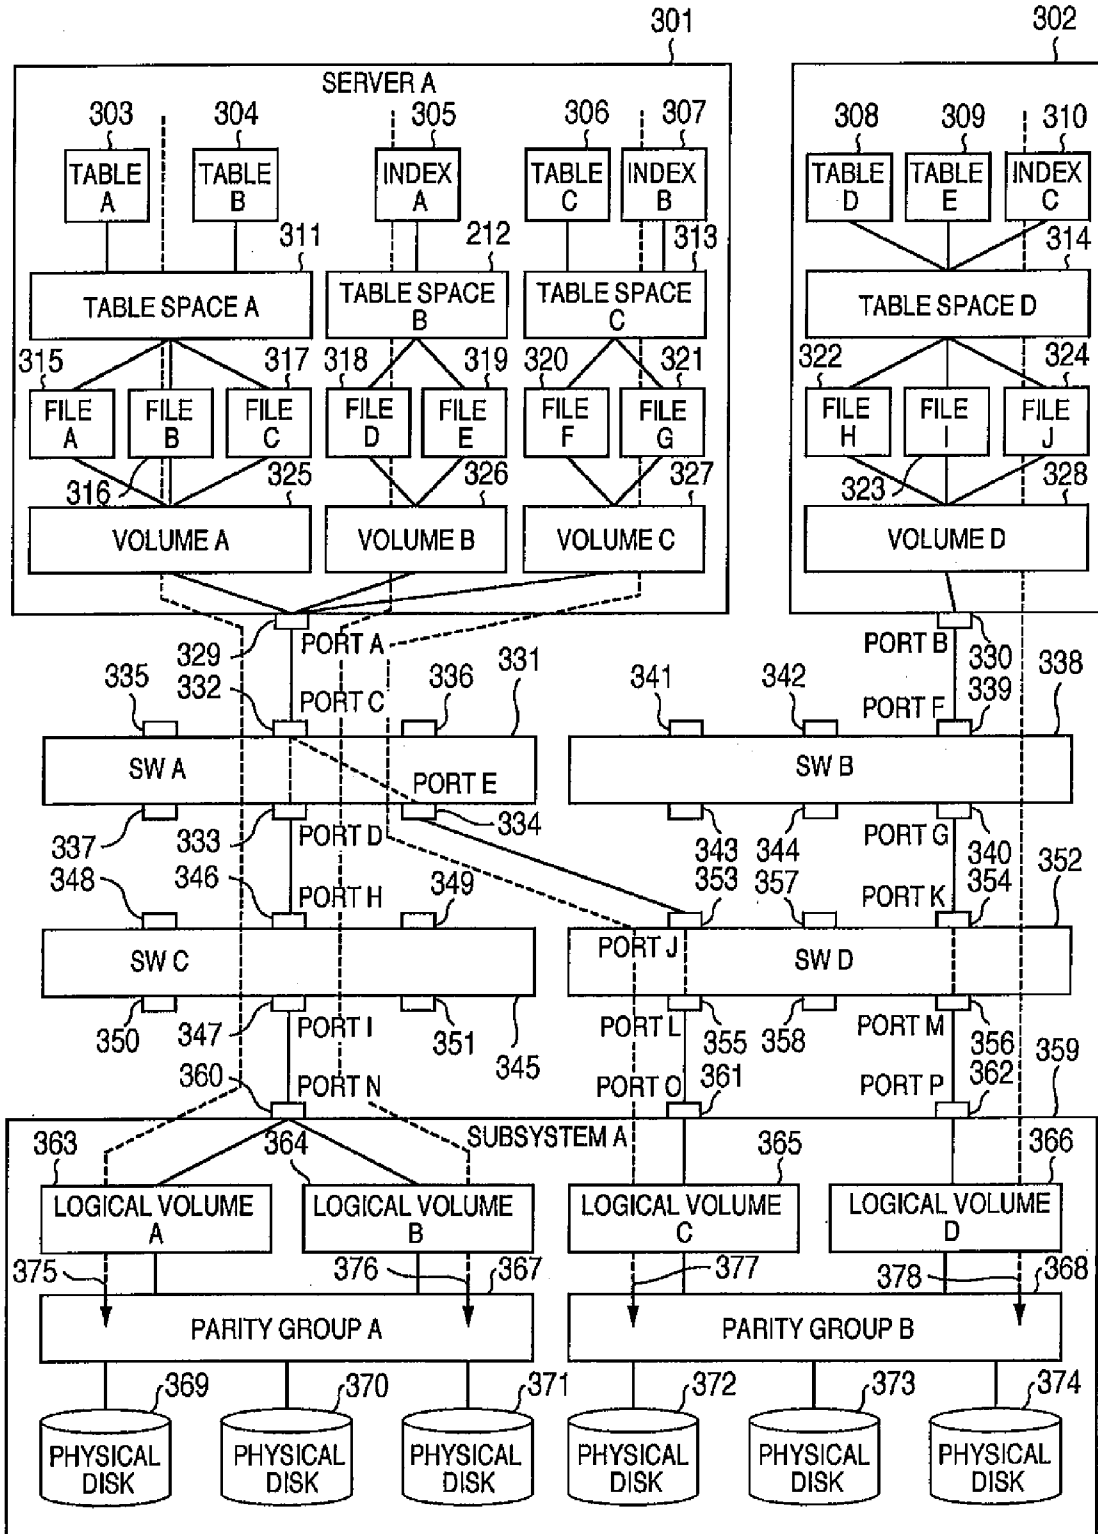 301
302
SERVER A
303
304
305
306
307
308
309
310
TABLE
A
TABLE
B
INDEX
A
TABLE
C
INDEX
B
TABLE
D
TABLE
E
INDEX
C
311
212
313
314
TABLE SPACE A
TABLE SPACE
B
TABLE SPACE
C
TABLE SPACE D
315
317
318
319
320
321
322
324
FILE
A
FILE
B
FILE
C
FILE
D
FILE
E
FILE
F
FILE
G
FILE
H
FILE
I
FILE
J
316
325
326
327
323
328
VOLUME A
VOLUME B
VOLUME C
VOLUME D
329
PORT A
PORT B
330
335
332
PORT C
336
331
341
342
PORT F
339
338
SW A
PORT E
SW B
337
333
PORT D
334
343
344
PORT G
340
348
346
PORT H
349
353
357
PORT K
354
352
SW C
PORT J
SW D
350
347
PORT I
351
345
PORT L
355
358
PORT M
356
360
PORT N
PORT O
361
PORT P
362
359
SUBSYSTEM A
363
364
365
366
LOGICAL VOLUME
A
LOGICAL VOLUME
B
LOGICAL VOLUME
C
LOGICAL VOLUME
D
375
376
367
377
378
368
PARITY GROUP A
PARITY GROUP B
369
370
371
372
373
374
PHYSICAL
DISK
PHYSICAL
DISK
PHYSICAL
DISK
PHYSICAL
DISK
PHYSICAL
DISK
PHYSICAL
DISK